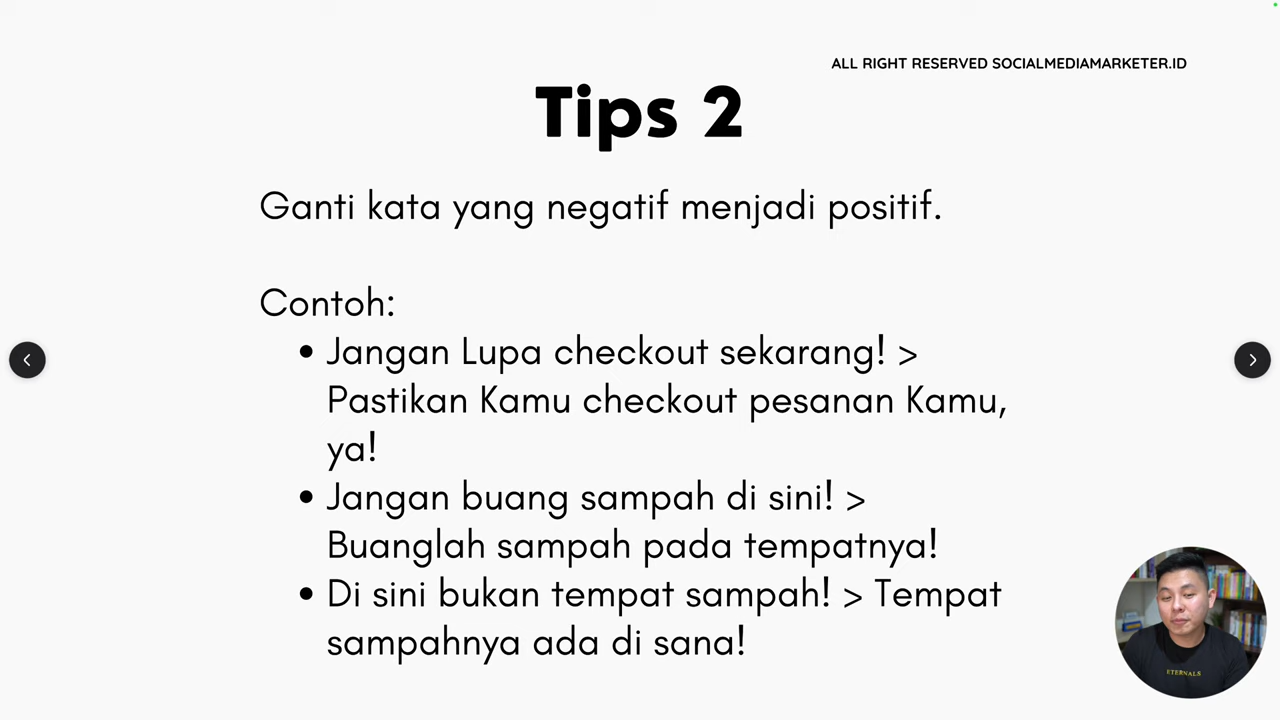 ALL RIGHT RESERVED SOCIALMEDIAMARKETER.ID
Tips 2
Ganti kata yang negatif menjadi positif.
Contoh:
• Jangan Lupa checkout sekarang! >
Pastikan Kamu checkout pesanan Kamu,
ya!
• Jangan buang sampah di sini! >
Buanglah sampah pada tempatnya!
• Di sini bukan tempat sampah! > Tempat
sampahnya ada di sana!
ETERNALS